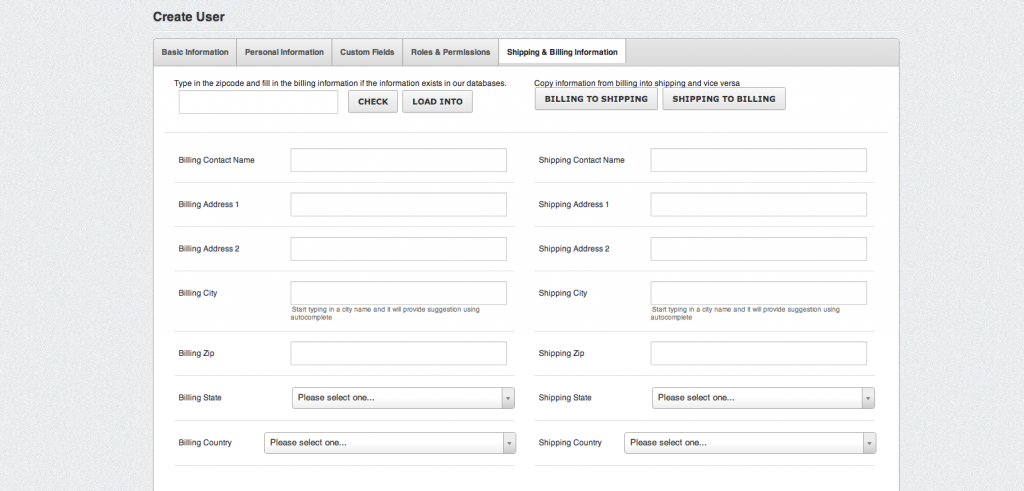 Create User
Basic Information Personal Information Custom Fields Roles & Permissions Shipping & Billing Information
Type in the zipcode and fill in the billing information if the information exists in our databases.
CHECK LOAD INTO
Copy information from billing into shipping and vice versa
BILLING TO SHIPPING SHIPPING TO BILLING
Billing Contact Name
Billing Address 1
Billing Address 2
Billing City
Start typing in a city name and it will provide suggestion using
autocomplete
Billing Zip
Billing State Please select one...
Billing Country Please select one...
Shipping Contact Name
Shipping Address 1
Shipping Address 2
Shipping City
Start typing in a city name and it will provide suggestion using
autocomplete
Shipping Zip
Shipping State Please select one...
Shipping Country Please select one...